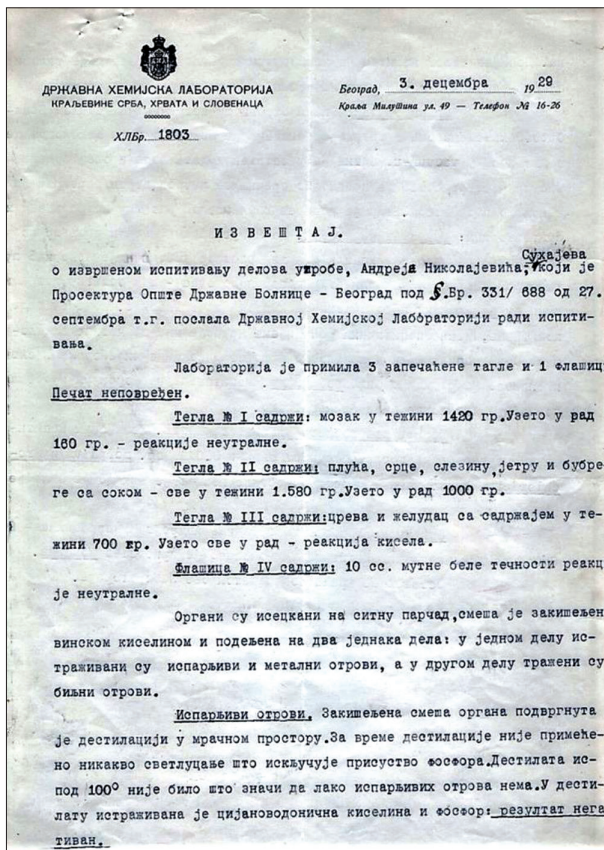 ДРЖАВНА ХЕМИЈСКА ЛАБОРАТОРИЈА
КРАЉЕВИНЕ СРБА, ХРВАТА И СЛОВЕНАЦА
ХЛБр. 1803
Београд, 3. децембра 1929
Краља Милутина ул. 49 — Телефон № 16-26
ИЗВЕШТАЈ.
Сухајева
о извршеном испитивању делова утробе, Андреја Николајевића, који је
Просектура Опште Државне Болнице - Београд под S.Бр. 331/ 688 од 27.
септембра т.г. послала Државној Хемијској Лабораторији ради испити-
вања.
Лабораторија је примила 3 запечаћене тагле и 1 флашиц
Печат неповређен.
Тегла № I садржи: мозак у тежини 1420 гр.Узето у рад
160 гр. - реакције неутралне.
Тегла № II садржи: плућа, срце, слезину,јетру и бубре
ге са соком - све у тежини 1.580 гр.Узето у рад 1000 гр.
Тегла № III садржи:црева и желудац са садржајем у те-
жини 700 гр. Узето све у рад - реакција кисела.
Флашица № IV садржи: 10 сс. мутне беле течности реакц
је неутралне.
Органи су исецкани на ситну парчад,смеша је закишељен
винском киселином и подељена на два једнака дела: у једном делу ис-
траживани су испарљиви и метални отрови, а у другом делу тражени су
биљни отрови.
Испарљиви отрови. Закишељена смеша органа подвргнута
је дестилацији у мрачном простору.За време дестилације није примеће-
но никакво светлуцање што искључује присуство фосфора.Дестилата ис-
под 100° није било што значи да лако испарљивих отрова нема.У дести-
лату истраживана је цијановодонична киселина и фосфор: резултат нега
тиван.